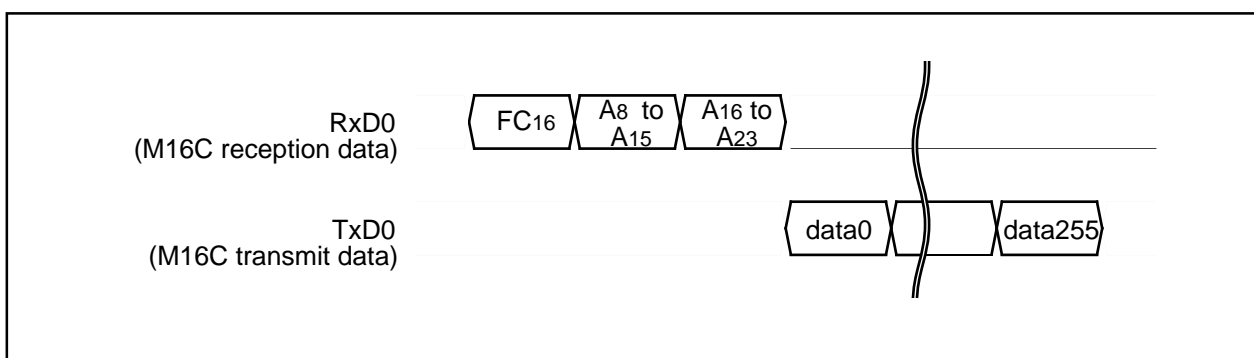 RxD0
(M16C reception data)
FC16
A8 to
A15
A16 to
A23
TxD0
(M16C transmit data)
data0
data255